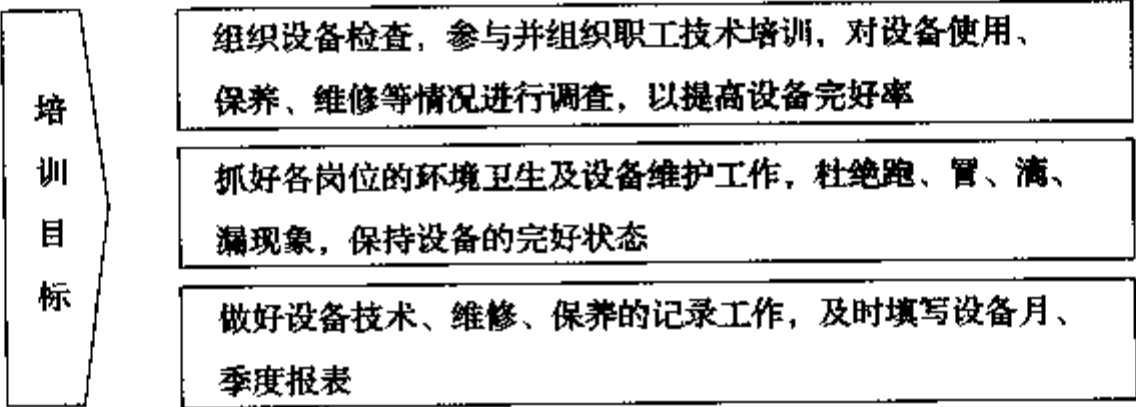 培训目标
组织设备检查，参与并组织职工技术培训，对设备使用、
保养、维修等情况进行调查，以提高设备完好率
抓好各岗位的环境卫生及设备维护工作，杜绝跑、冒、滴、
漏现象，保持设备的完好状态
做好设备技术、维修、保养的记录工作，及时填写设备月、
季度报表